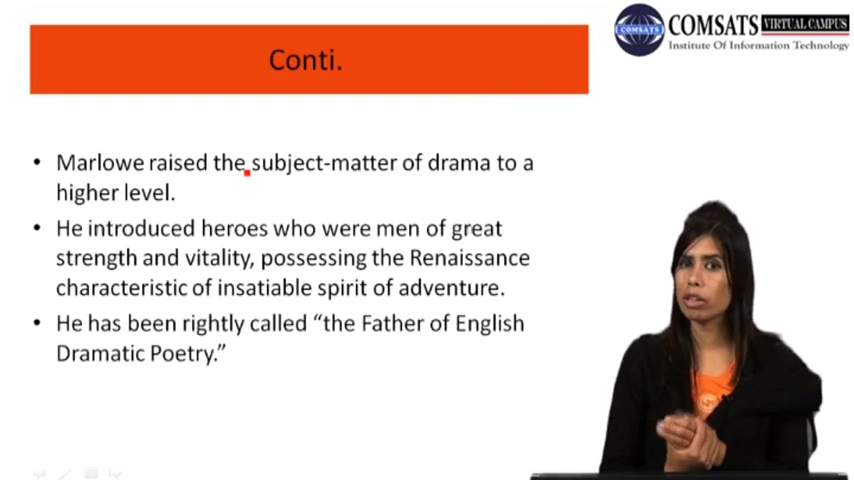 Conti.
COMSATS VIRTUAL CAMPUS
COMSATS
Institute Of Information Technology
• Marlowe raised the subject-matter of drama to a
higher level.
• He introduced heroes who were men of great
strength and vitality, possessing the Renaissance
characteristic of insatiable spirit of adventure.
• He has been rightly called “the Father of English
Dramatic Poetry.”